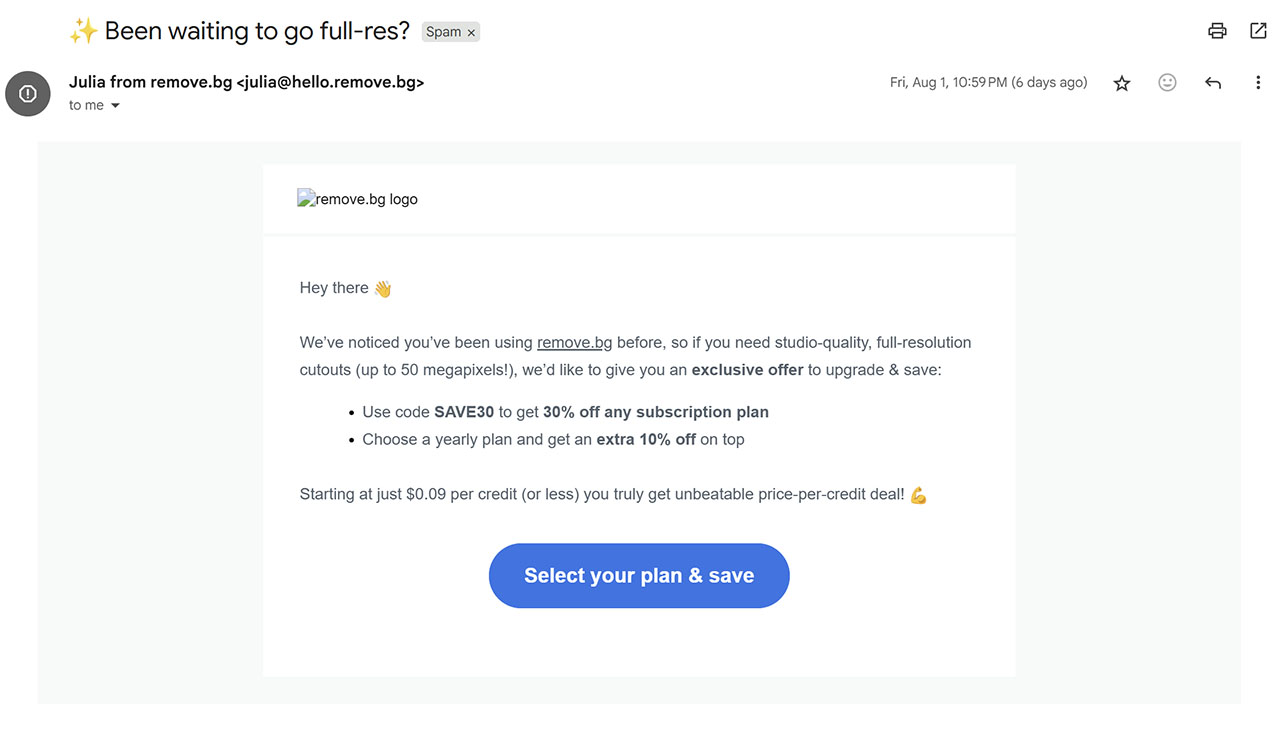 ✨ Been waiting to go full-res? Spam ×
Julia from remove.bg <julia@hello.remove.bg> Fri, Aug 1, 10:59 PM (6 days ago)
to me
remove.bg logo
Hey there 👋
We’ve noticed you’ve been using remove.bg before, so if you need studio-quality, full-resolution
cutouts (up to 50 megapixels!), we’d like to give you an exclusive offer to upgrade & save:
• Use code SAVE30 to get 30% off any subscription plan
• Choose a yearly plan and get an extra 10% off on top
Starting at just $0.09 per credit (or less) you truly get unbeatable price-per-credit deal! 💪
Select your plan & save